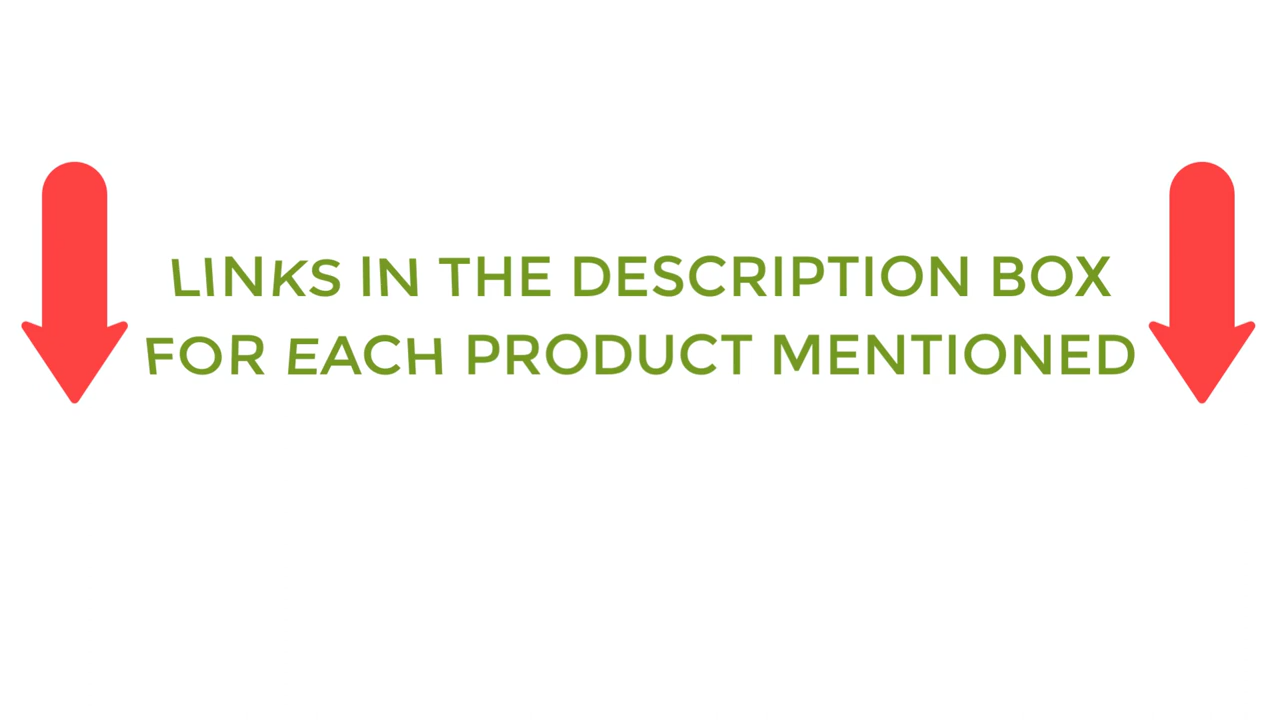 LINKS IN THE DESCRIPTION BOX
FOR EACH PRODUCT MENTIONED